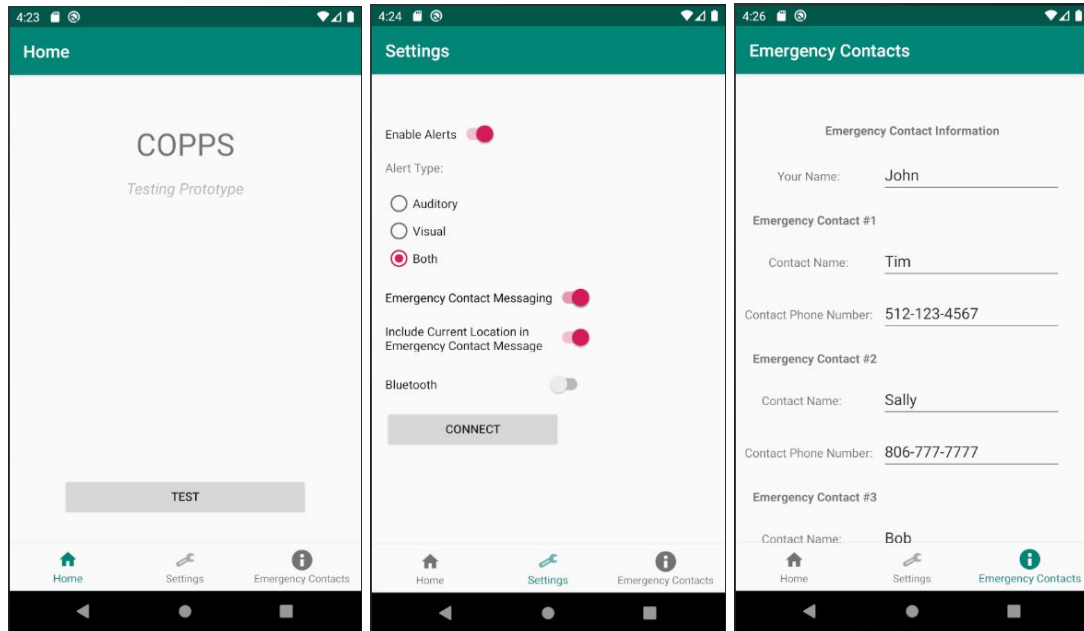 4:23
Home
COPPS
Testing Prototype
TEST
Home Settings Emergency Contacts
4:24
Settings
Enable Alerts
Alert Type:
Auditory
Visual
Both
Emergency Contact Messaging
Include Current Location in
Emergency Contact Message
Bluetooth
CONNECT
Home Settings Emergency Contacts
4:26
Emergency Contacts
Emergency Contact Information
Your Name: John
Emergency Contact #1
Contact Name: Tim
Contact Phone Number: 512-123-4567
Emergency Contact #2
Contact Name: Sally
Contact Phone Number: 806-777-7777
Emergency Contact #3
Contact Name: Bob
Home Settings Emergency Contacts